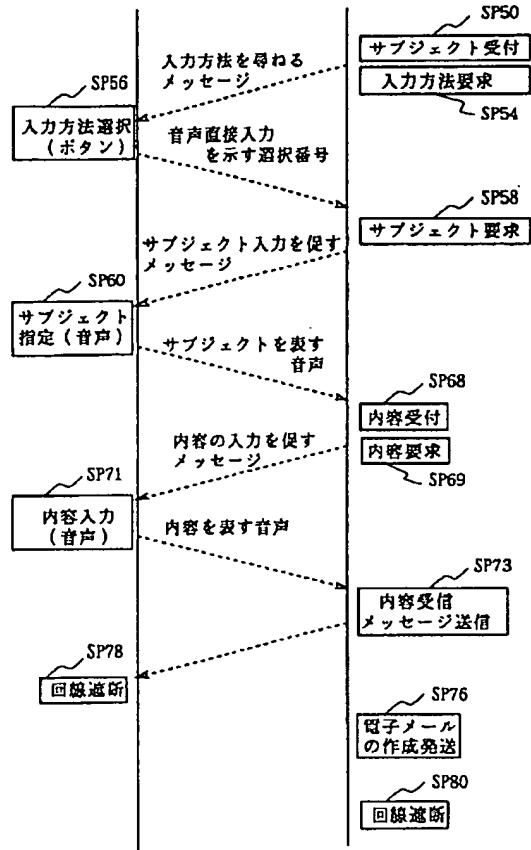 SP50
サブジェクト受付
入力方法を尋ねる
メッセージ
入力方法要求
SP54
SP56
入力方法選択
(ボタン)
音声直接入力
を示す選択番号
SP58
サブジェクト要求
サブジェクト入力を促す
メッセージ
SP60
サブジェクト
指定(音声)
サブジェクトを表す
音声
SP68
内容受付
内容の入力を促す
メッセージ
内容要求
SP69
SP71
内容入力
(音声)
内容を表す音声
SP73
内容受信
メッセージ送信
SP78
回線遮断
SP76
電子メール
の作成発送
SP80
回線遮断